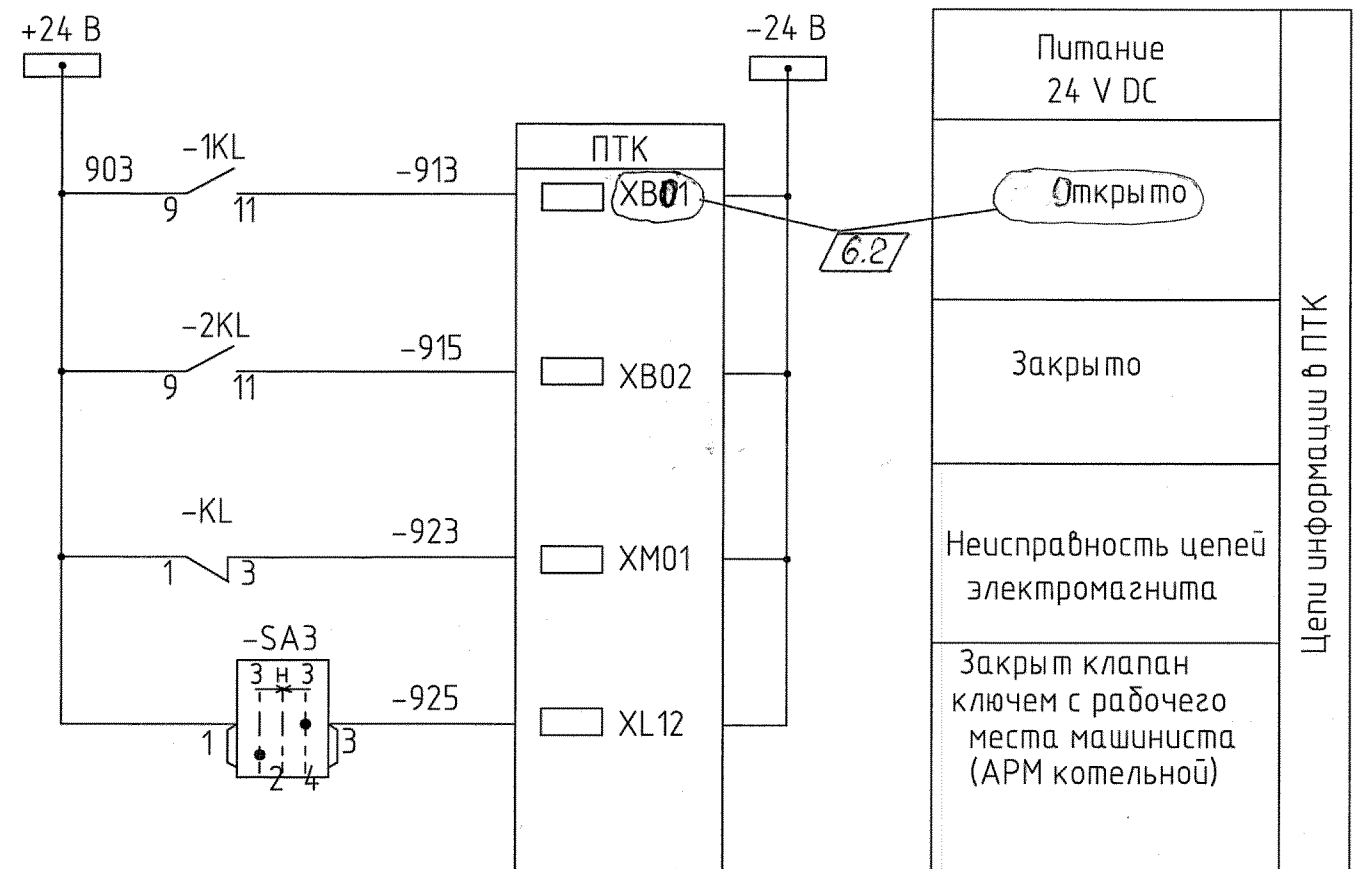 +24 В
-24 В
Питание
24 V DC
ПТК
903
-1KL
-913
9
11
XB01
6.2
Открыто
-2KL
-915
9
11
XB02
Закрыто
-KL
-923
1
3
XM01
Неисправность цепей
электромагнита
-SA3
З Н З
-925
1
3
2
4
XL12
Закрыт клапан
ключем с рабочего
места машиниста
(АРМ котельной)
Цепи информации в ПТК